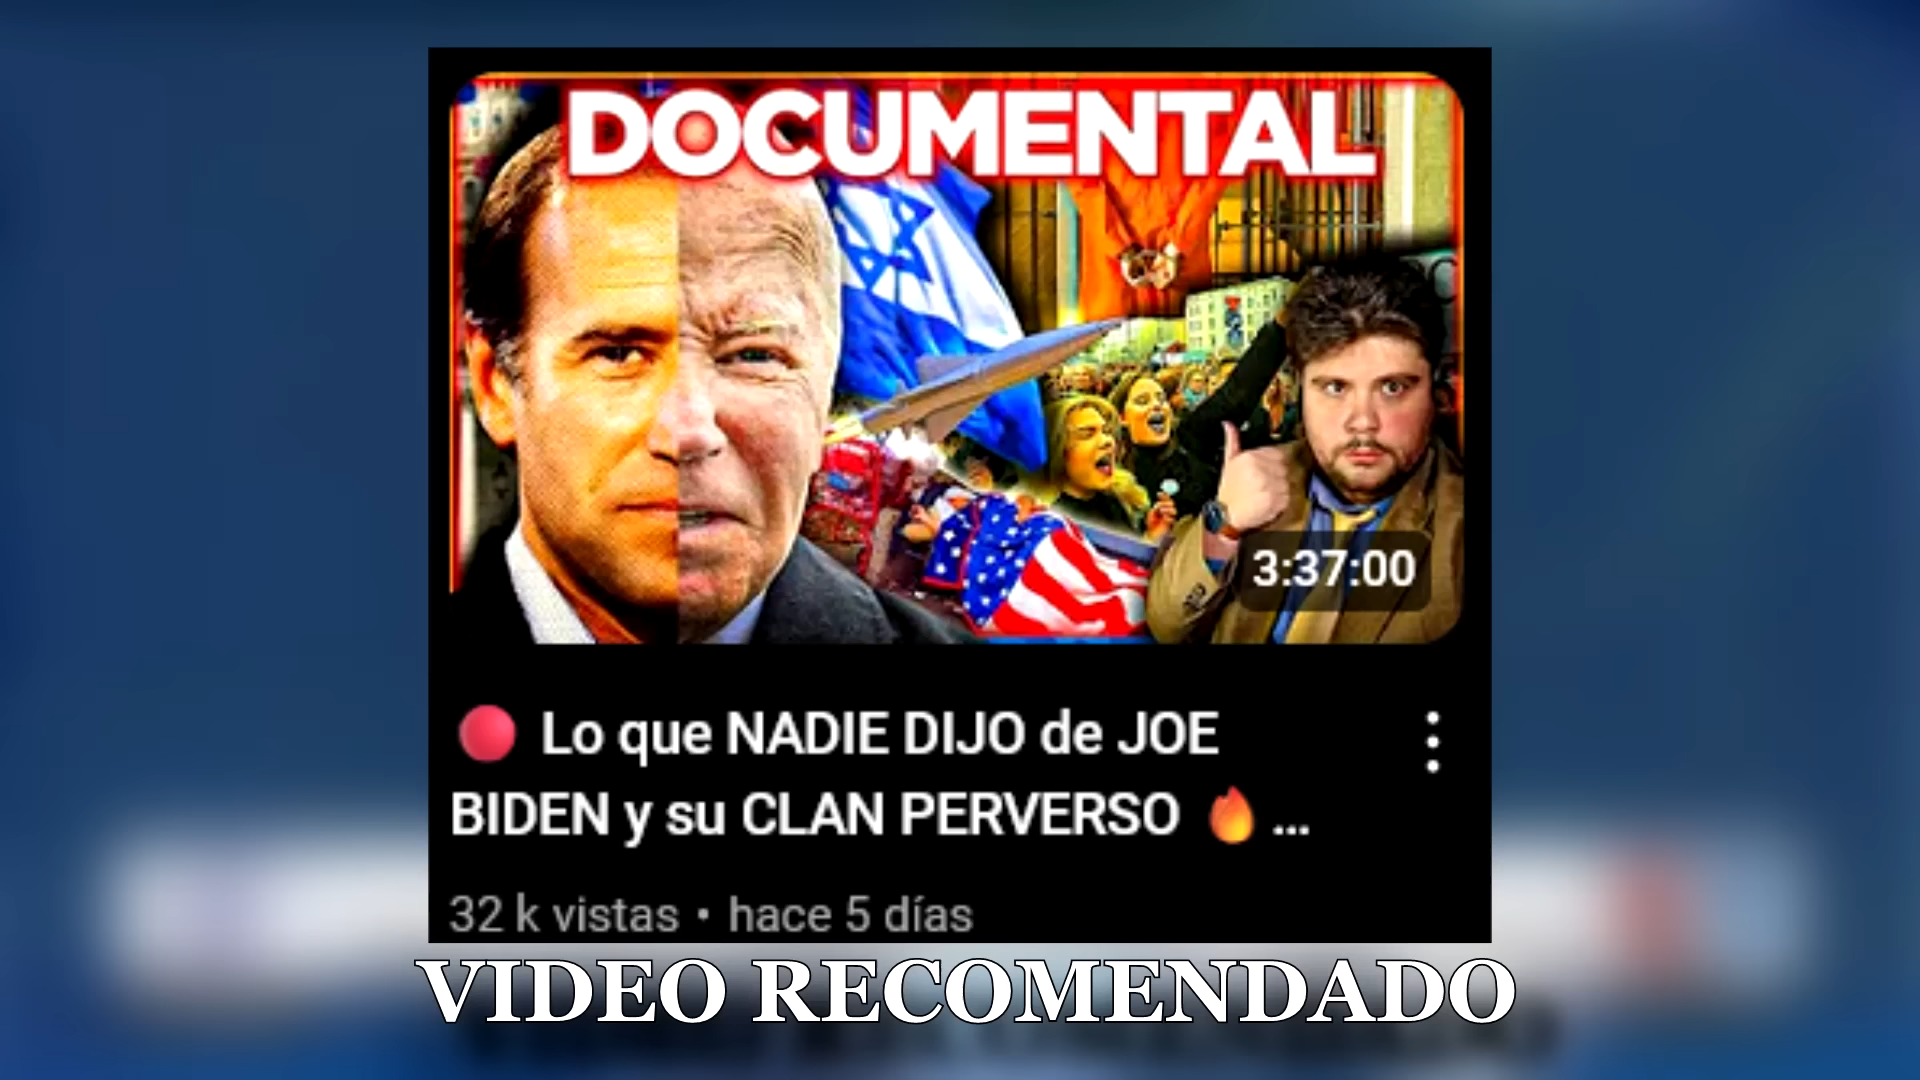 DOCUMENTAL
3:37:00
🔴 Lo que NADIE DIJO de JOE
BIDEN y su CLAN PERVERSO 🔥 ...
32 k vistas • hace 5 días
VIDEO RECOMENDADO